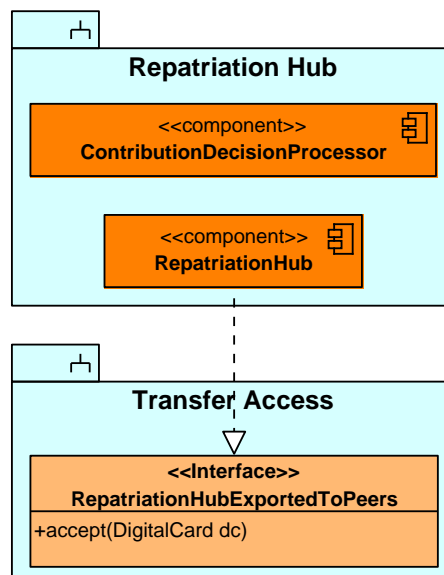 Repatriation Hub
<<component>>
ContributionDecisionProcessor
<<component>>
RepatriationHub
Transfer Access
<<Interface>>
RepatriationHubExportedToPeers
+accept(DigitalCard dc)